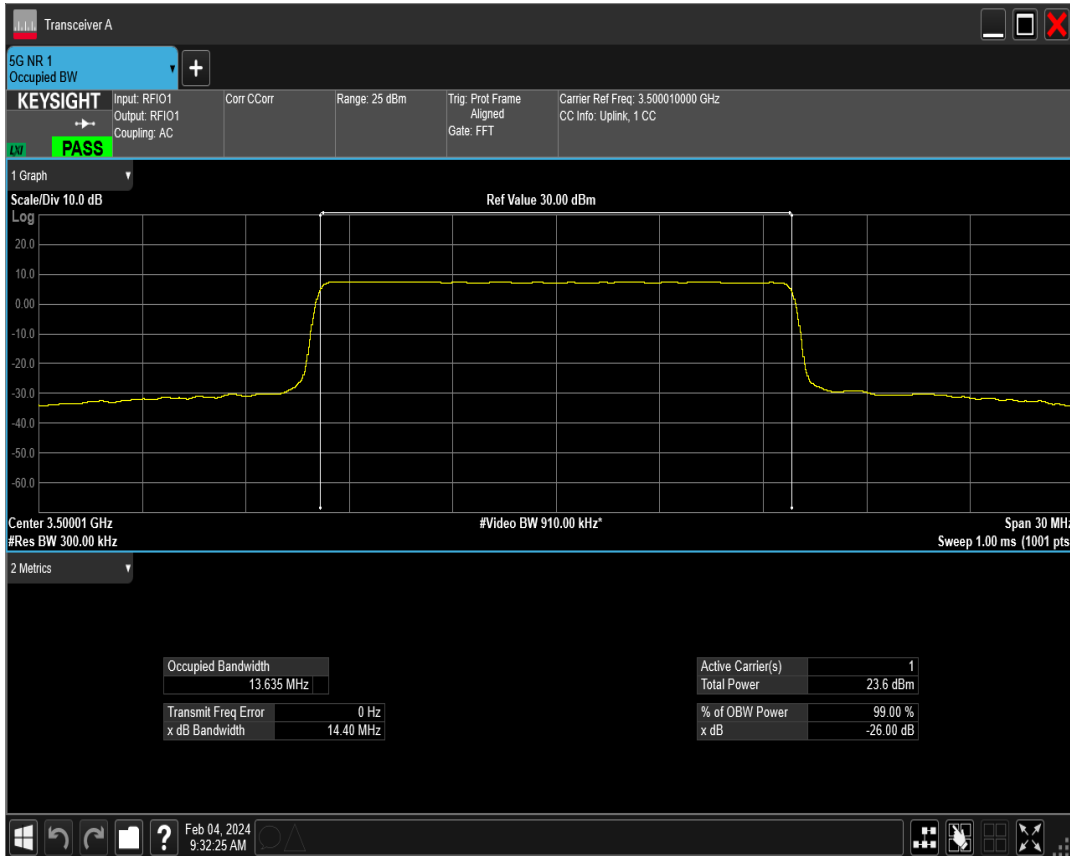 Transceiver A
5G NR 1
Occupied BW
+
KEYSIGHT
LXI
PASS
Input: RFIO1
Output: RFIO1
Coupling: AC
Corr CCorr
Range: 25 dBm
Trig: Prot Frame
Aligned
Gate: FFT
Carrier Ref Freq: 3.500010000 GHz
CC Info: Uplink, 1 CC
1 Graph
Scale/Div 10.0 dB
Ref Value 30.00 dBm
Log
20.0
10.0
0.00
-10.0
-20.0
-30.0
-40.0
-50.0
-60.0
Center 3.50001 GHz
#Video BW 910.00 kHz*
Span 30 MHz
#Res BW 300.00 kHz
Sweep 1.00 ms (1001 pts
2 Metrics
Occupied Bandwidth
13.635 MHz
Transmit Freq Error 0 Hz
x dB Bandwidth 14.40 MHz
Active Carrier(s) 1
Total Power 23.6 dBm
% of OBW Power 99.00 %
x dB -26.00 dB
?
Feb 04, 2024
9:32:25 AM